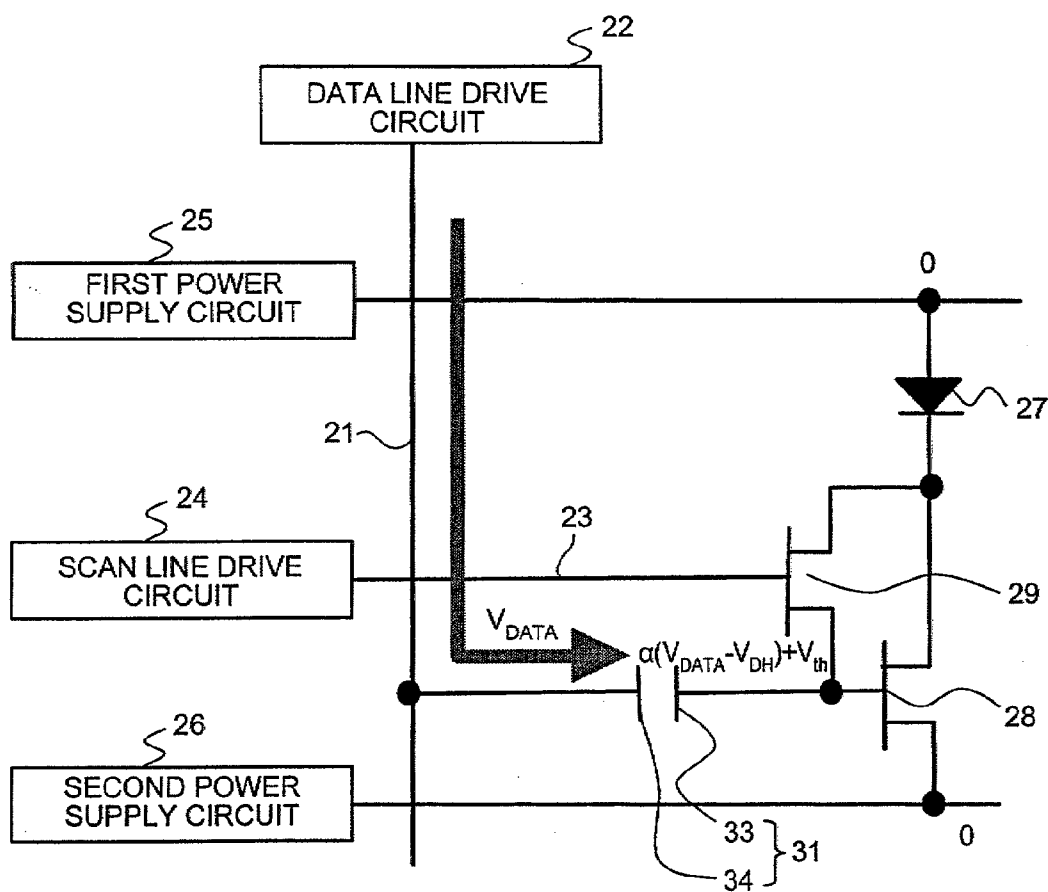 22
DATA LINE DRIVE
CIRCUIT
25
FIRST POWER
SUPPLY CIRCUIT
0
27
21
24
SCAN LINE DRIVE
CIRCUIT
23
29
V_DATA
α(V_DATA-V_DH)+V_th
28
26
SECOND POWER
SUPPLY CIRCUIT
0
33
34
31